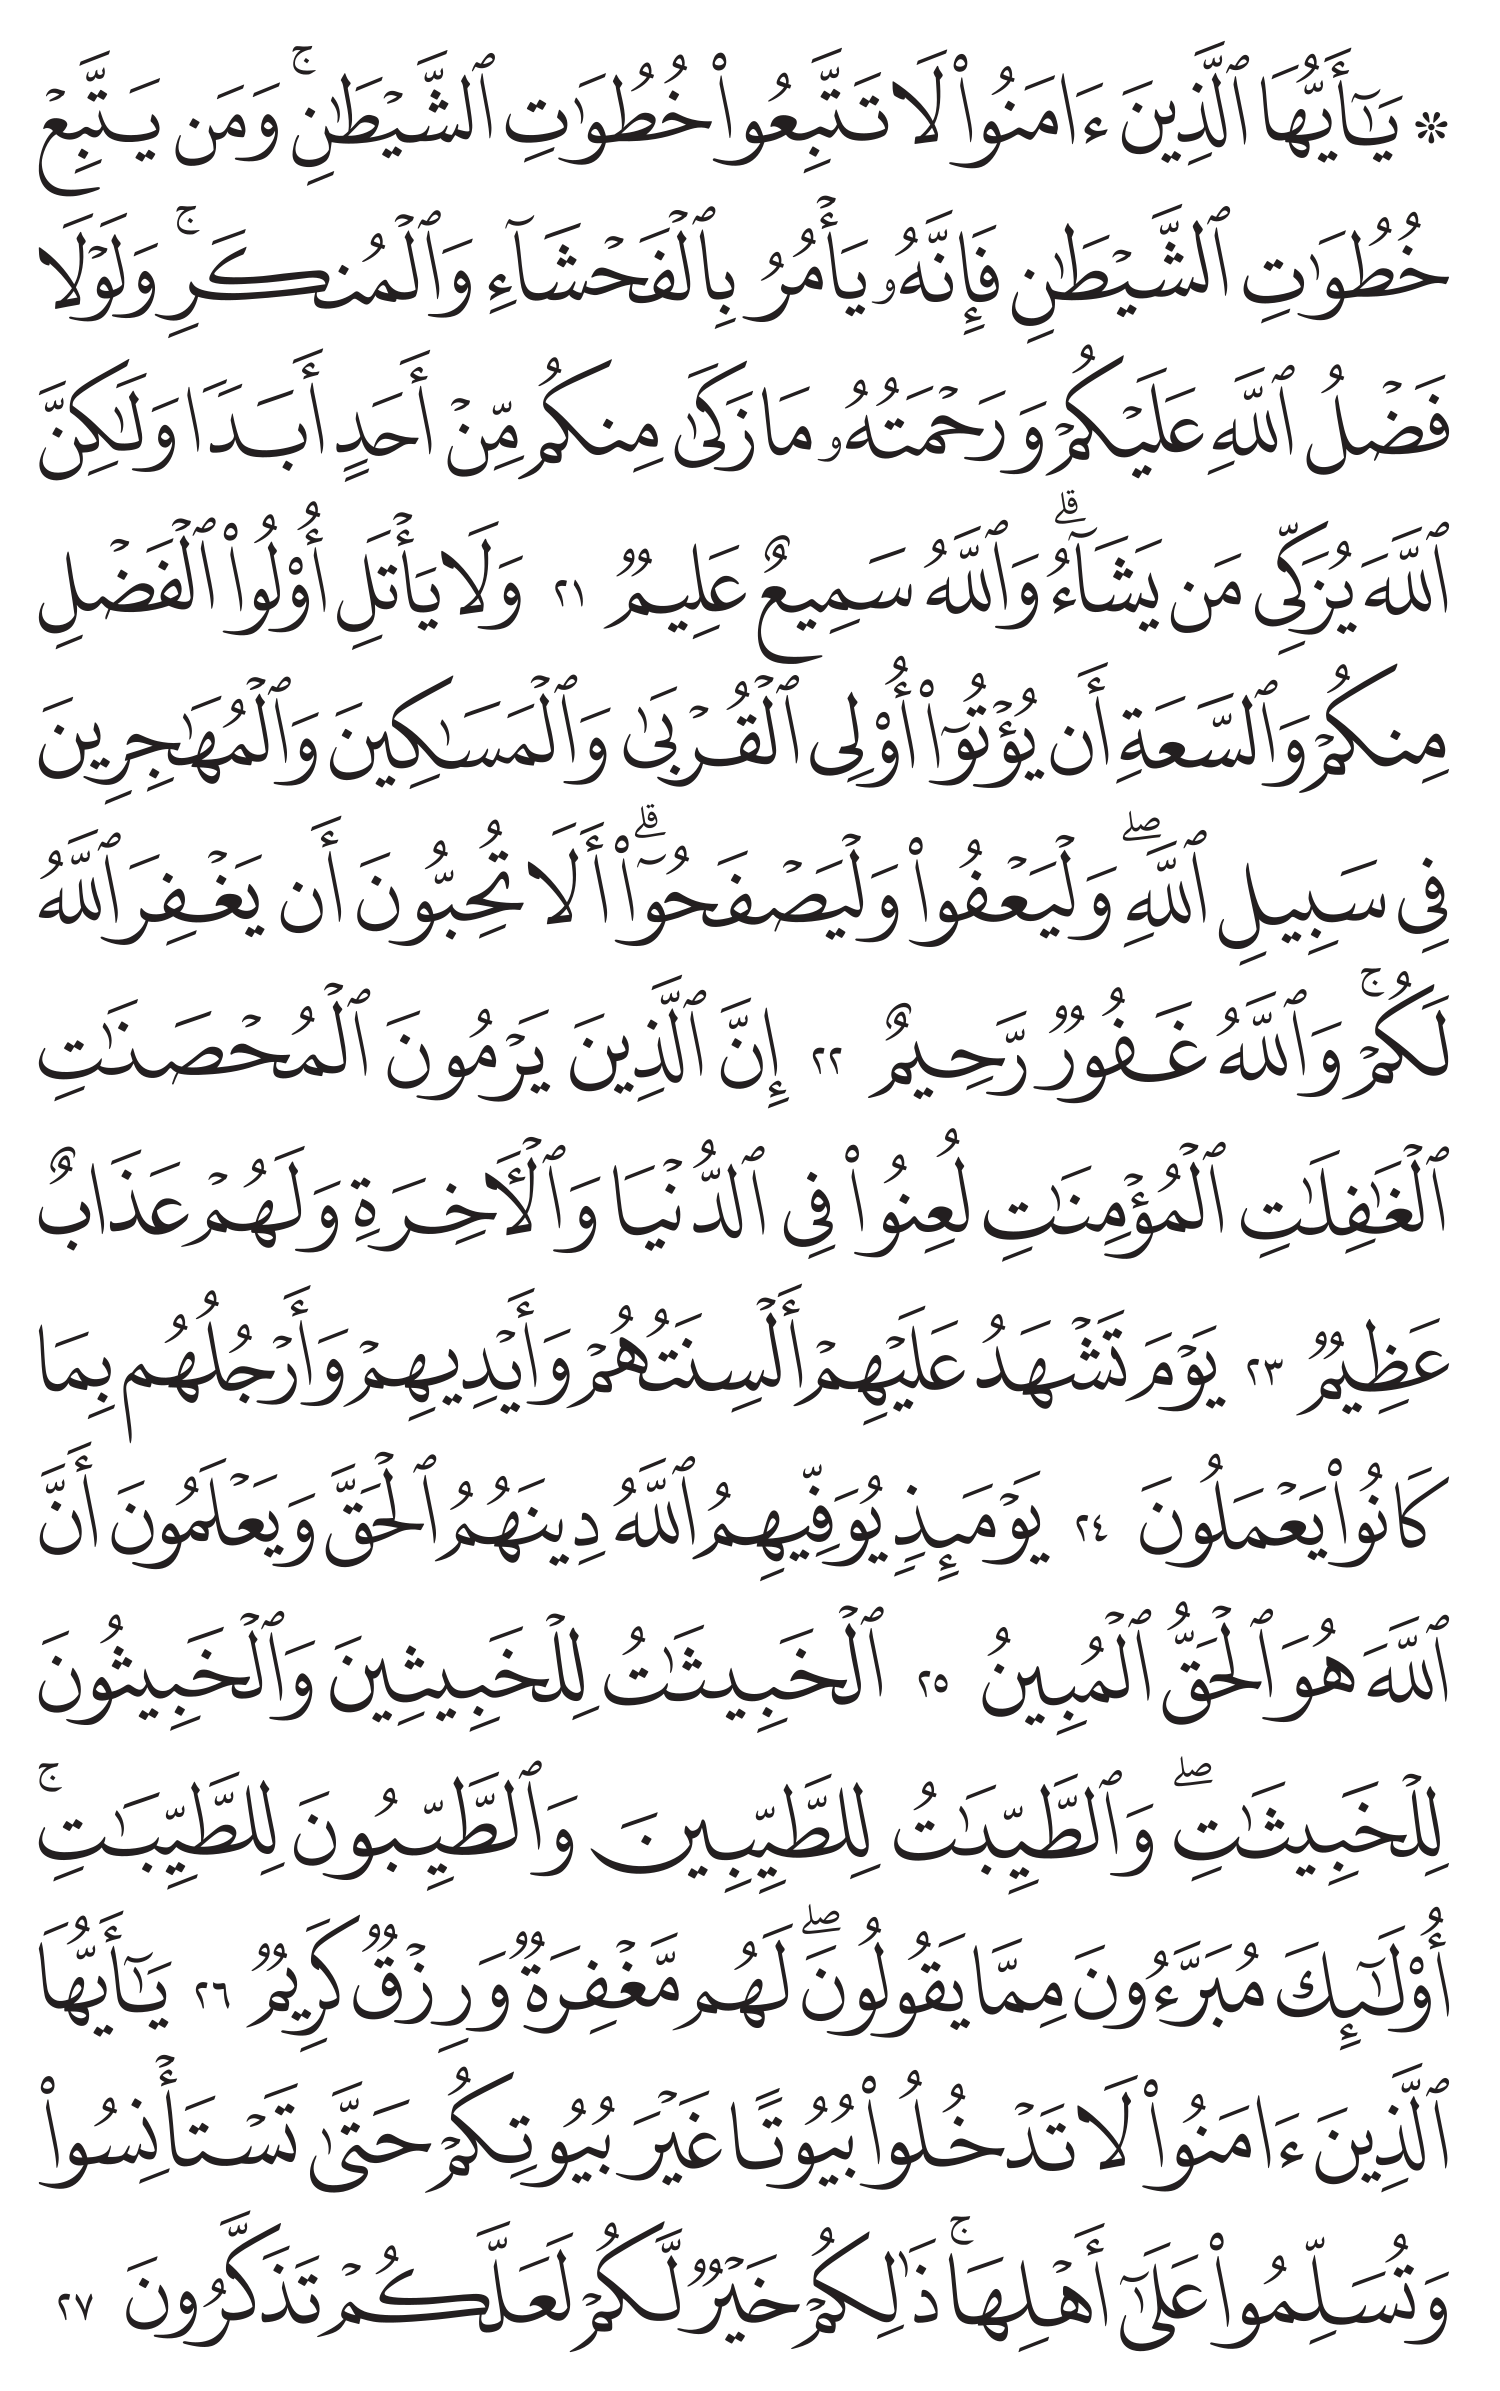 ۞ يَـٰٓأَيُّهَا ٱلَّذِينَ ءَامَنُوا۟ لَا تَتَّبِعُوا۟ خُطُوَٰتِ ٱلشَّيْطَـٰنِ ۚ وَمَن يَتَّبِعْ
خُطُوَٰتِ ٱلشَّيْطَـٰنِ فَإِنَّهُۥ يَأْمُرُ بِٱلْفَحْشَآءِ وَٱلْمُنكَرِ ۚ وَلَوْلَا
فَضْلُ ٱللَّهِ عَلَيْكُمْ وَرَحْمَتُهُۥ مَا زَكَىٰ مِنكُم مِّنْ أَحَدٍ أَبَدًا وَلَـٰكِنَّ
ٱللَّهَ يُزَكِّى مَن يَشَآءُ ۗ وَٱللَّهُ سَمِيعٌ عَلِيمٌ ٢١ وَلَا يَأْتَلِ أُو۟لُوا۟ ٱلْفَضْلِ
مِنكُمْ وَٱلسَّعَةِ أَن يُؤْتُوٓا۟ أُو۟لِى ٱلْقُرْبَىٰ وَٱلْمَسَـٰكِينَ وَٱلْمُهَـٰجِرِينَ
فِى سَبِيلِ ٱللَّهِ ۖ وَلْيَعْفُوا۟ وَلْيَصْفَحُوٓا۟ ۗ أَلَا تُحِبُّونَ أَن يَغْفِرَ ٱللَّهُ
لَكُمْ ۚ وَٱللَّهُ غَفُورٌ رَّحِيمٌ ٢٢ إِنَّ ٱلَّذِينَ يَرْمُونَ ٱلْمُحْصَنَـٰتِ
ٱلْغَـٰفِلَـٰتِ ٱلْمُؤْمِنَـٰتِ لُعِنُوا۟ فِى ٱلدُّنْيَا وَٱلْـَٔاخِرَةِ وَلَهُمْ عَذَابٌ
عَظِيمٌ ٢٣ يَوْمَ تَشْهَدُ عَلَيْهِمْ أَلْسِنَتُهُمْ وَأَيْدِيهِمْ وَأَرْجُلُهُم بِمَا
كَانُوا۟ يَعْمَلُونَ ٢٤ يَوْمَئِذٍ يُوَفِّيهِمُ ٱللَّهُ دِينَهُمُ ٱلْحَقَّ وَيَعْلَمُونَ أَنَّ
ٱللَّهَ هُوَ ٱلْحَقُّ ٱلْمُبِينُ ٢٥ ٱلْخَبِيثَـٰتُ لِلْخَبِيثِينَ وَٱلْخَبِيثُونَ
لِلْخَبِيثَـٰتِ ۖ وَٱلطَّيِّبَـٰتُ لِلطَّيِّبِينَ وَٱلطَّيِّبُونَ لِلطَّيِّبَـٰتِ ۚ
أُو۟لَـٰٓئِكَ مُبَرَّءُونَ مِمَّا يَقُولُونَ ۖ لَهُم مَّغْفِرَةٌ وَرِزْقٌ كَرِيمٌ ٢٦ يَـٰٓأَيُّهَا
ٱلَّذِينَ ءَامَنُوا۟ لَا تَدْخُلُوا۟ بُيُوتًا غَيْرَ بُيُوتِكُمْ حَتَّىٰ تَسْتَأْنِسُوا۟
وَتُسَلِّمُوا۟ عَلَىٰٓ أَهْلِهَا ۚ ذَٰلِكُمْ خَيْرٌ لَّكُمْ لَعَلَّكُمْ تَذَكَّرُونَ ٢٧